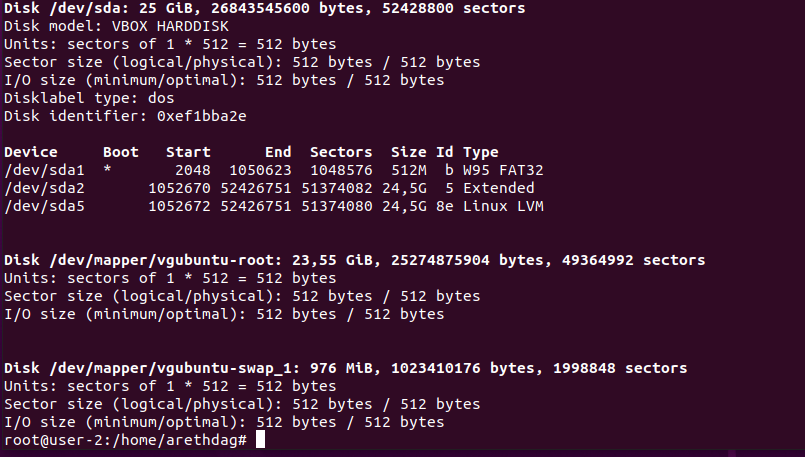 Disk /dev/sda: 25 GiB, 26843545600 bytes, 52428800 sectors
Disk model: VBOX HARDDISK
Units: sectors of 1 * 512 = 512 bytes
Sector size (logical/physical): 512 bytes / 512 bytes
I/O size (minimum/optimal): 512 bytes / 512 bytes
Disklabel type: dos
Disk identifier: 0xef1bba2e

Device     Boot   Start      End  Sectors  Size Id Type
/dev/sda1  *       2048  1050623  1048576  512M  b W95 FAT32
/dev/sda2       1052670 52426751 51374082 24,5G  5 Extended
/dev/sda5       1052672 52426751 51374080 24,5G 8e Linux LVM

Disk /dev/mapper/vgubuntu-root: 23,55 GiB, 25274875904 bytes, 49364992 sectors
Units: sectors of 1 * 512 = 512 bytes
Sector size (logical/physical): 512 bytes / 512 bytes
I/O size (minimum/optimal): 512 bytes / 512 bytes

Disk /dev/mapper/vgubuntu-swap_1: 976 MiB, 1023410176 bytes, 1998848 sectors
Units: sectors of 1 * 512 = 512 bytes
Sector size (logical/physical): 512 bytes / 512 bytes
I/O size (minimum/optimal): 512 bytes / 512 bytes
root@user-2:/home/arethdag#